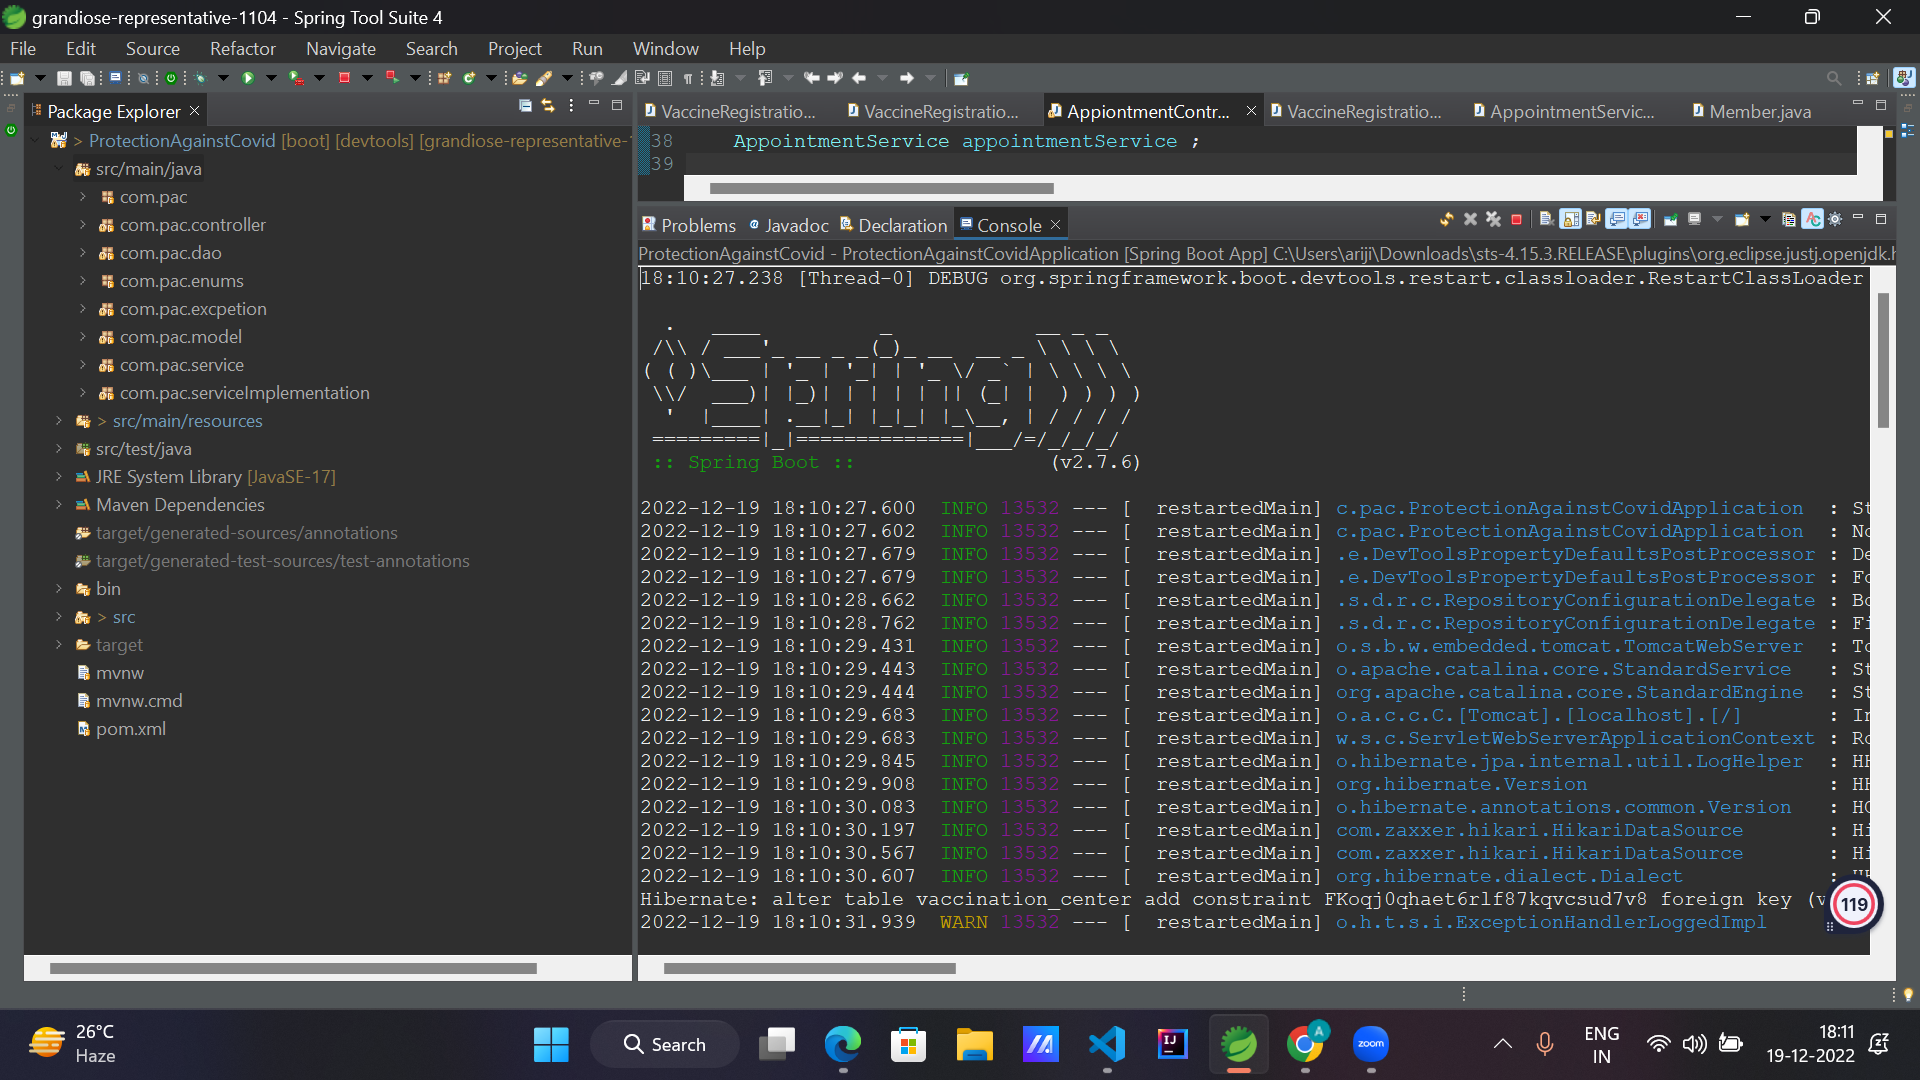 grandiose-representative-1104 - Spring Tool Suite 4
File Edit Source Refactor Navigate Search Project Run Window Help
Package Explorer
> ProtectionAgainstCovid [boot] [devtools] [grandiose-representative-
src/main/java
com.pac
com.pac.controller
com.pac.dao
com.pac.enums
com.pac.excpetion
com.pac.model
com.pac.service
com.pac.serviceImplementation
> src/main/resources
src/test/java
JRE System Library [JavaSE-17]
Maven Dependencies
target/generated-sources/annotations
target/generated-test-sources/test-annotations
bin
> src
target
mvnw
mvnw.cmd
pom.xml
VaccineRegistratio... VaccineRegistratio... AppiontmentContr... VaccineRegistratio... AppointmentServic... Member.java
38 AppointmentService appointmentService ;
39
Problems Javadoc Declaration Console
ProtectionAgainstCovid - ProtectionAgainstCovidApplication [Spring Boot App] C:\Users\ariji\Downloads\sts-4.15.3.RELEASE\plugins\org.eclipse.justj.openjdk.h
18:10:27.238 [Thread-0] DEBUG org.springframework.boot.devtools.restart.classloader.RestartClassLoader
  .   ____          _            __ _ _
 /\\ / ___'_ __ _ _(_)_ __  __ _ \ \ \ \
( ( )\___ | '_ | '_| | '_ \/ _` | \ \ \ \
 \\/  ___)| |_)| | | | | || (_| |  ) ) ) )
  '  |____| .__|_| |_|_| |_\__, | / / / /
 =========|_|==============|___/=/_/_/_/
:: Spring Boot :: (v2.7.6)
2022-12-19 18:10:27.600 INFO 13532 --- [ restartedMain] c.pac.ProtectionAgainstCovidApplication : St
2022-12-19 18:10:27.602 INFO 13532 --- [ restartedMain] c.pac.ProtectionAgainstCovidApplication : No
2022-12-19 18:10:27.679 INFO 13532 --- [ restartedMain] .e.DevToolsPropertyDefaultsPostProcessor : De
2022-12-19 18:10:27.679 INFO 13532 --- [ restartedMain] .e.DevToolsPropertyDefaultsPostProcessor : Fo
2022-12-19 18:10:28.662 INFO 13532 --- [ restartedMain] .s.d.r.c.RepositoryConfigurationDelegate : Bo
2022-12-19 18:10:28.762 INFO 13532 --- [ restartedMain] .s.d.r.c.RepositoryConfigurationDelegate : Fi
2022-12-19 18:10:29.431 INFO 13532 --- [ restartedMain] o.s.b.w.embedded.tomcat.TomcatWebServer : To
2022-12-19 18:10:29.443 INFO 13532 --- [ restartedMain] o.apache.catalina.core.StandardService : St
2022-12-19 18:10:29.444 INFO 13532 --- [ restartedMain] org.apache.catalina.core.StandardEngine : St
2022-12-19 18:10:29.683 INFO 13532 --- [ restartedMain] o.a.c.c.C.[Tomcat].[localhost].[/] : In
2022-12-19 18:10:29.683 INFO 13532 --- [ restartedMain] w.s.c.ServletWebServerApplicationContext : Ro
2022-12-19 18:10:29.845 INFO 13532 --- [ restartedMain] o.hibernate.jpa.internal.util.LogHelper : HH
2022-12-19 18:10:29.908 INFO 13532 --- [ restartedMain] org.hibernate.Version : HH
2022-12-19 18:10:30.083 INFO 13532 --- [ restartedMain] o.hibernate.annotations.common.Version : HC
2022-12-19 18:10:30.197 INFO 13532 --- [ restartedMain] com.zaxxer.hikari.HikariDataSource : Hi
2022-12-19 18:10:30.567 INFO 13532 --- [ restartedMain] com.zaxxer.hikari.HikariDataSource : Hi
2022-12-19 18:10:30.607 INFO 13532 --- [ restartedMain] org.hibernate.dialect.Dialect :
Hibernate: alter table vaccination_center add constraint FKoqj0qhaet6rlf87kqvcsud7v8 foreign key (v
2022-12-19 18:10:31.939 WARN 13532 --- [ restartedMain] o.h.t.s.i.ExceptionHandlerLoggedImpl
119
26°C
Haze
Search
zoom
ENG
IN
18:11
19-12-2022